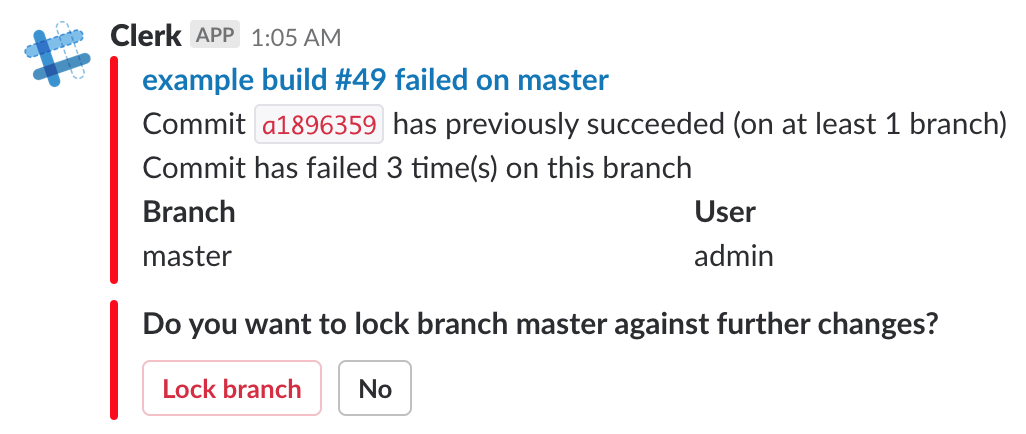 Clerk APP 1:05 AM
example build #49 failed on master
Commit a1896359 has previously succeeded (on at least 1 branch)
Commit has failed 3 time(s) on this branch
Branch User
master admin
Do you want to lock branch master against further changes?
Lock branch No